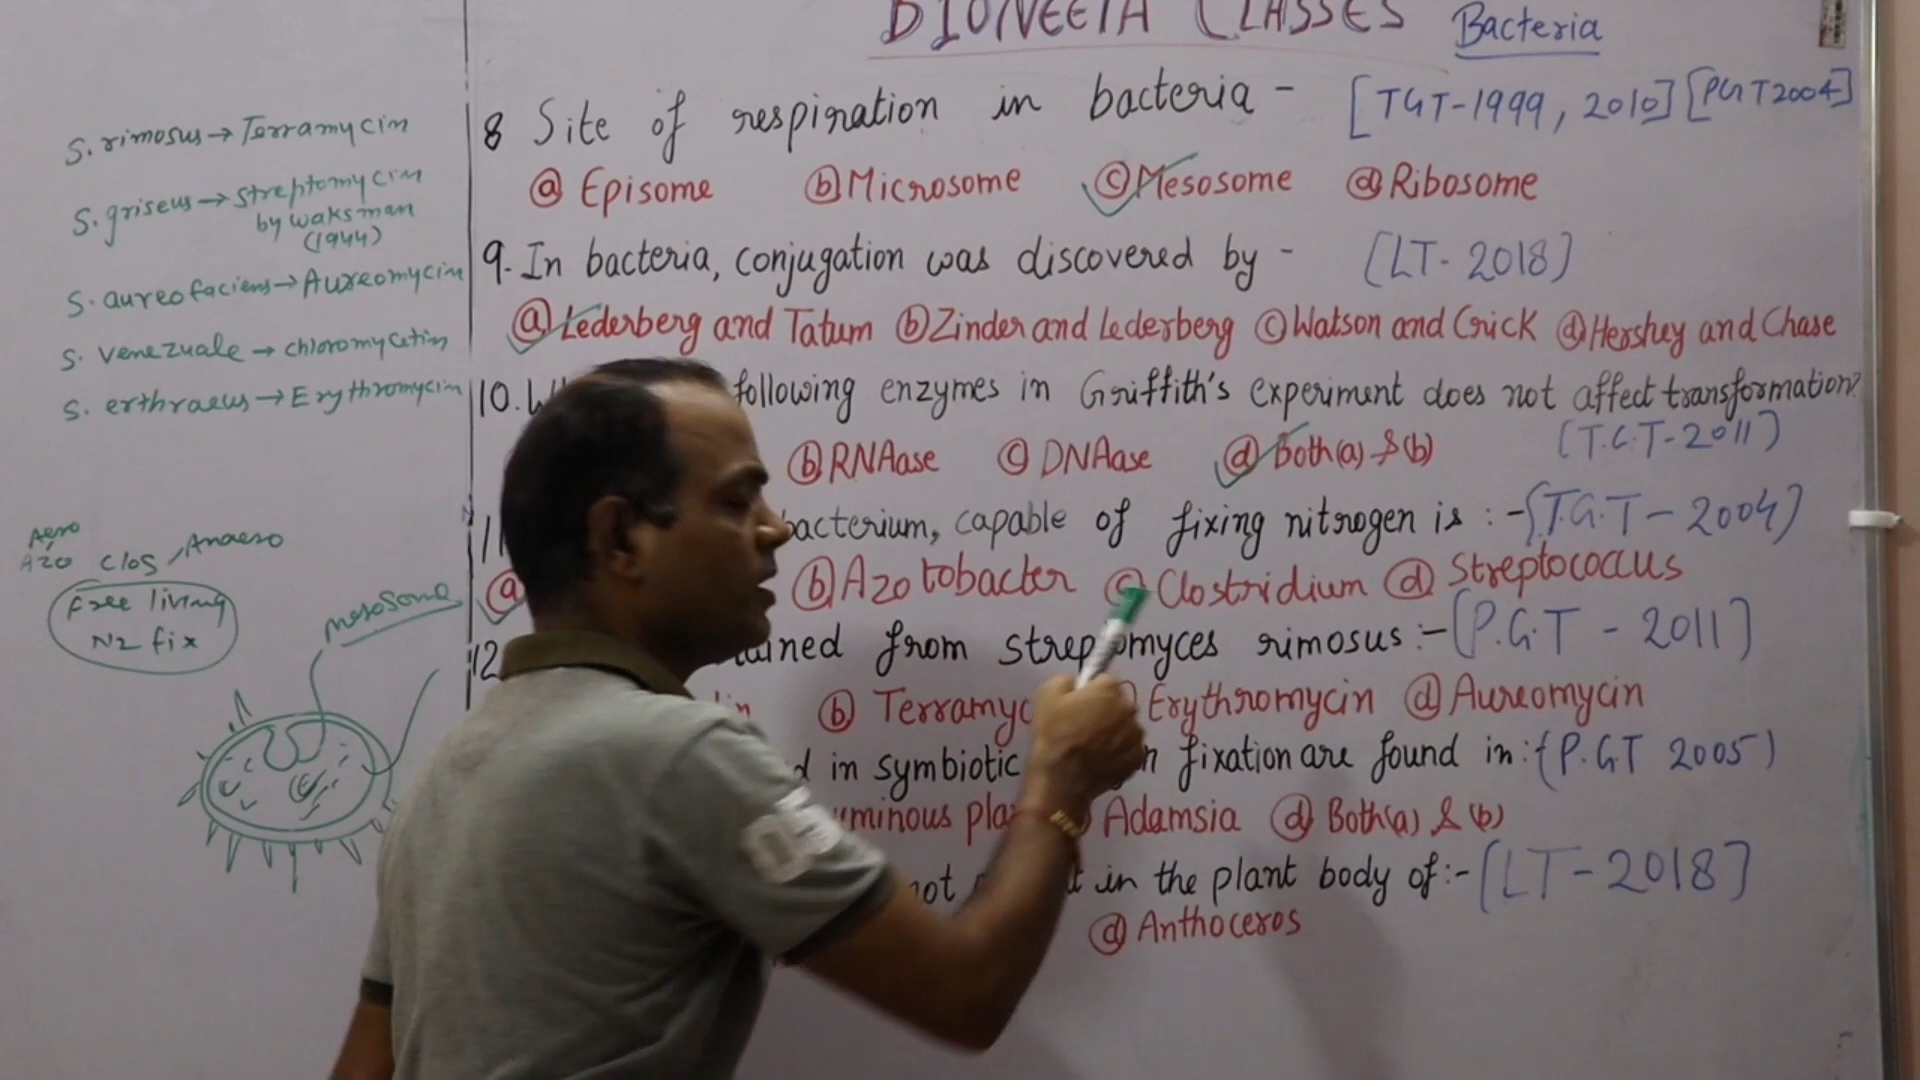 BIONEETA CLASSES Bacteria
8 Site of respiration in bacteria - [TGT-1999, 2010] [PGT 2004]
ⓐ Episome ⓑ Microsome ⓒ Mesosome ⓓ Ribosome
9. In bacteria, conjugation was discovered by - [LT-2018]
ⓐ Lederberg and Tatum ⓑ Zinder and Lederberg ⓒ Watson and Crick ⓓ Hershey and Chase
10. following enzymes in Griffith's experiment does not affect transformation?
ⓑ RNAase ⓒ DNAase ⓓ Both(a) & (b) (T.G.T-2011)
11 bacterium, capable of fixing nitrogen is :- [T.G.T - 2004)
ⓐ ⓑ Azotobacter ⓒ Clostridium ⓓ Streptococcus
12 from streptomyces rimosus :- [P.G.T - 2011]
ⓑ Erythromycin ⓓ Aureomycin
in symbiotic fixation are found in : (P.G.T 2005)
Adamsia ⓓ Both(a) & (b)
not in the plant body of :- [LT-2018]
ⓓ Anthoceros
S. rimosus → Terramycin
S. griseus → Streptomycin
by Waksman
(1944)
S. aureofaciens → Aureomycin
S. venezuale → chloromycetin
S. erthraeus → Erythromycin
Aero
Azo Clos Anaero
Free living
N2 fix
mesosome